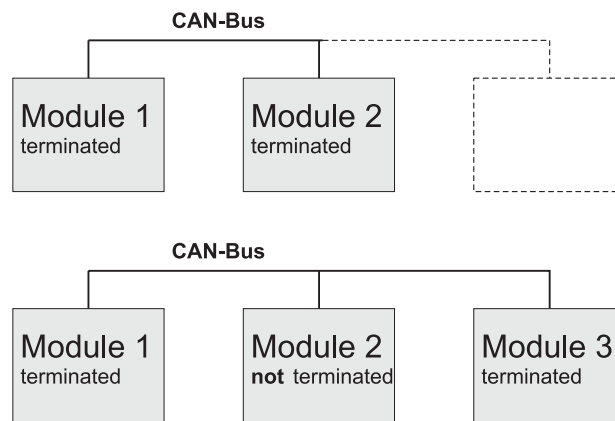 CAN-Bus
Module 1
terminated
Module 2
terminated
CAN-Bus
Module 1
terminated
Module 2
not terminated
Module 3
terminated